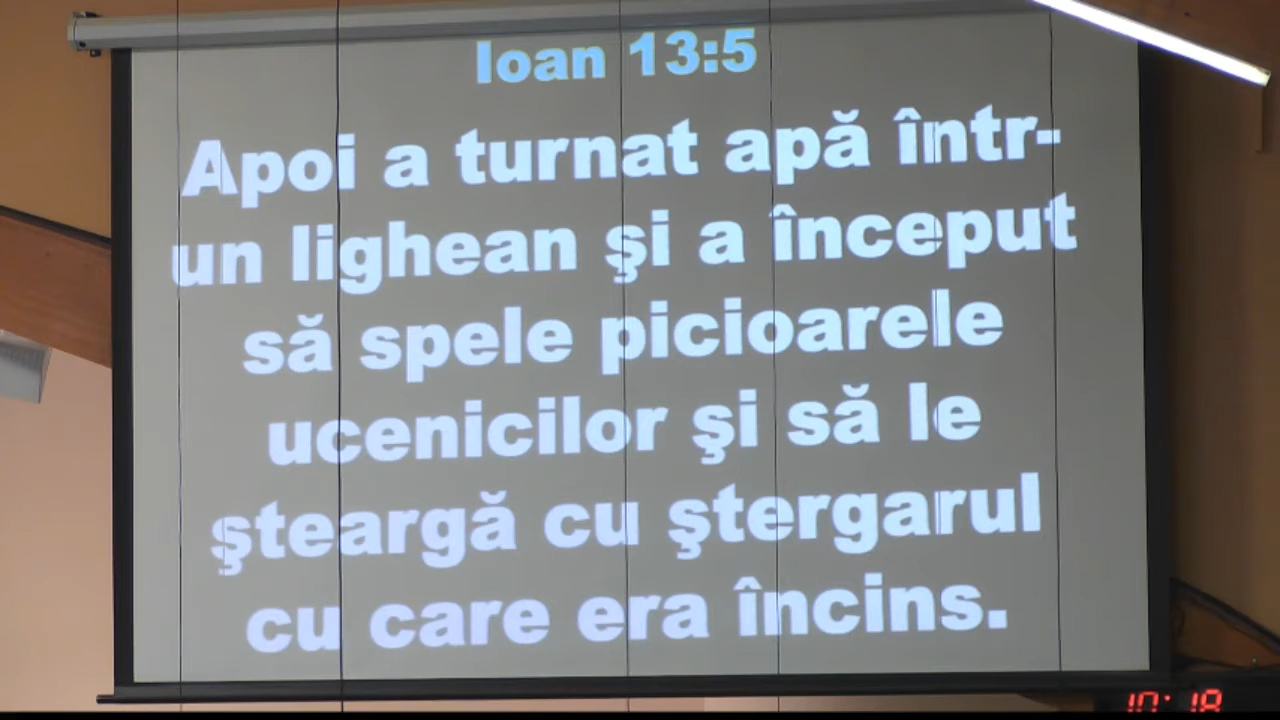 Ioan 13:5
Apoi a turnat apă într-
un lighean şi a început
să spele picioarele
ucenicilor şi să le
şteargă cu ştergarul
cu care era încins.
10:18